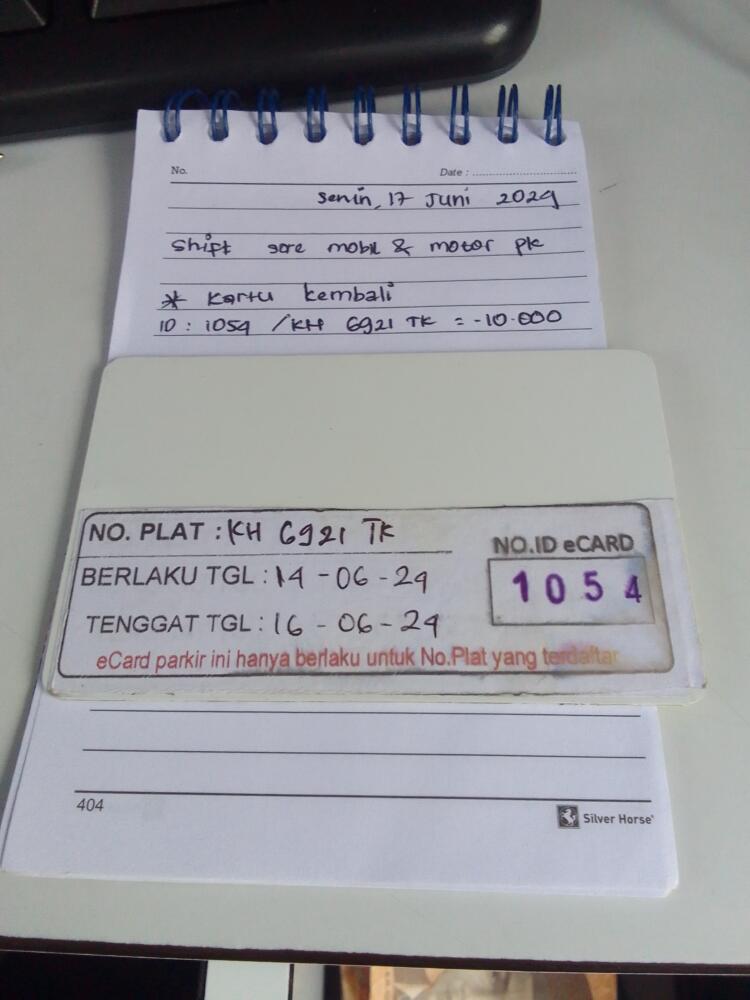 No.
Date : ............................
Senin, 17 Juni 2024
Shift sore mobil & motor pk
* Kartu kembali
ID : 1054 / KH 6921 TK = -10.000
NO. PLAT : KH 6921 TK
NO.ID eCARD
BERLAKU TGL : 14 - 06 - 24
1054
TENGGAT TGL : 16 - 06 - 24
eCard parkir ini hanya berlaku untuk No.Plat yang terdaftar
404
Silver Horse